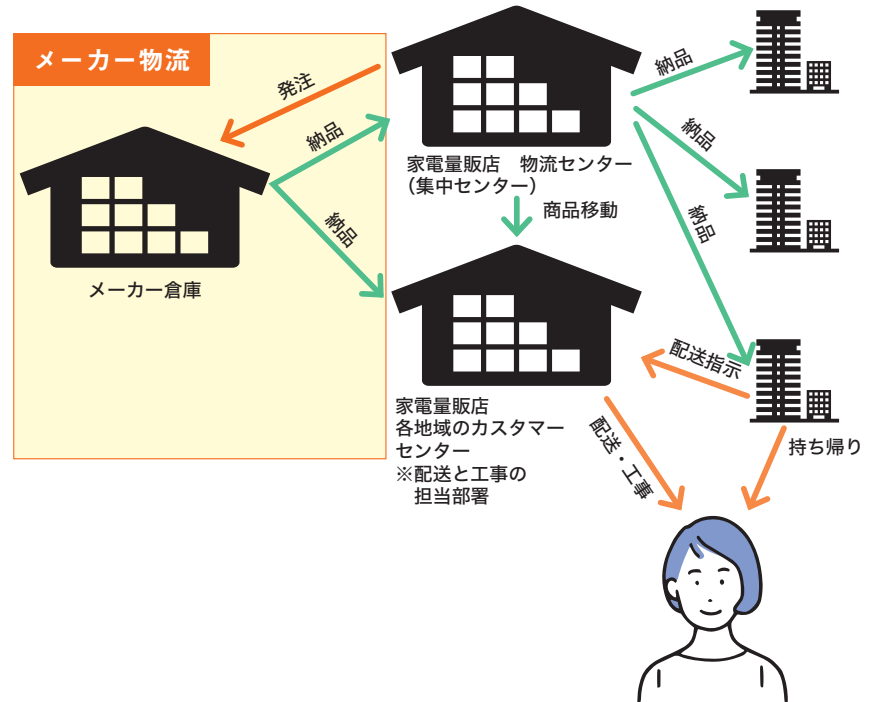 メーカー物流
発注
納品
納品
メーカー倉庫
家電量販店　物流センター
（集中センター）
商品移動
納品
納品
納品
配送指示
家電量販店
各地域のカスタマー
センター
※配送と工事の
担当部署
配送・工事
持ち帰り